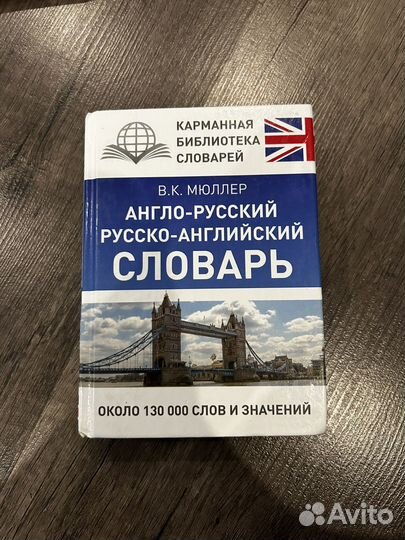 КАРМАННАЯ
БИБЛИОТЕКА
СЛОВАРЕЙ
В.К. МЮЛЛЕР
АНГЛО-РУССКИЙ
РУССКО-АНГЛИЙСКИЙ
СЛОВАРЬ
ОКОЛО 130 000 СЛОВ И ЗНАЧЕНИЙ
Avito